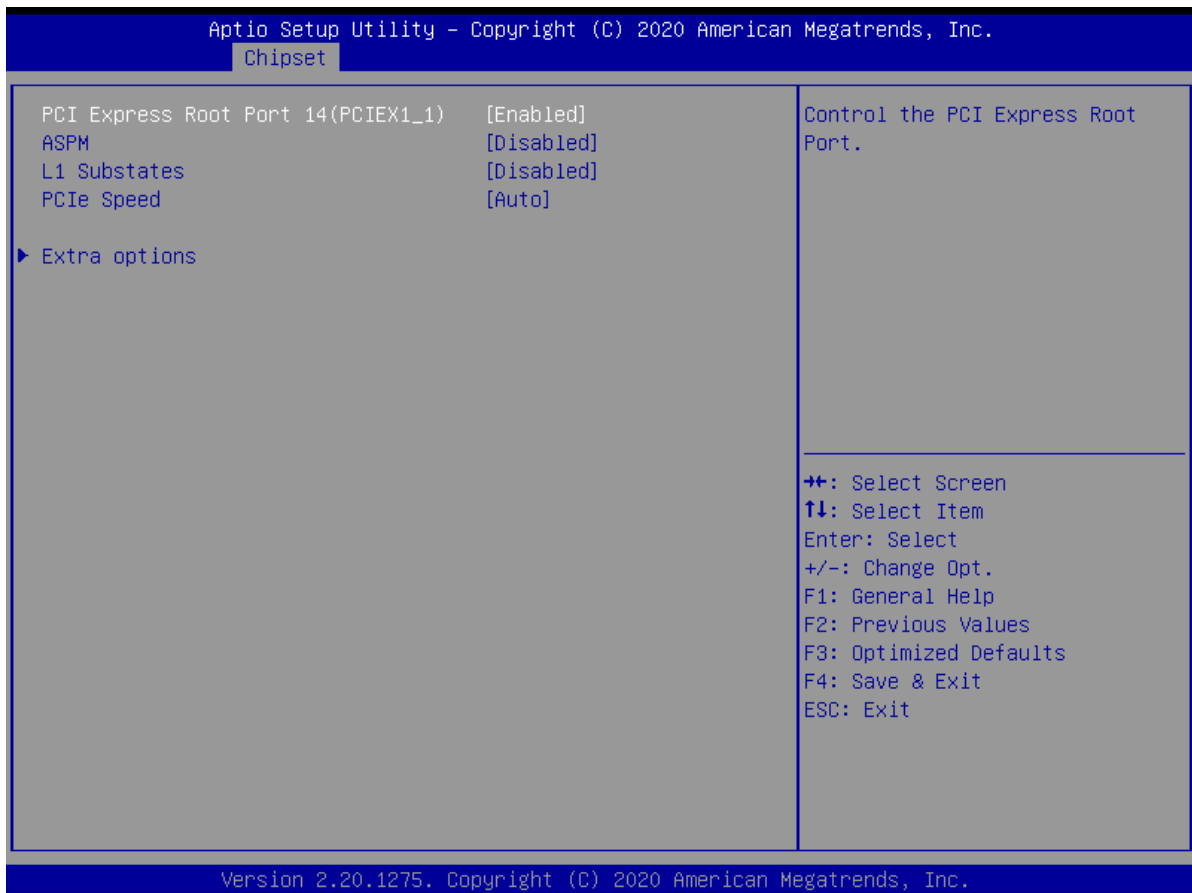 Aptio Setup Utility – Copyright (C) 2020 American Megatrends, Inc.
Chipset
PCI Express Root Port 14(PCIEX1_1) [Enabled]
ASPM [Disabled]
L1 Substates [Disabled]
PCIe Speed [Auto]
▶ Extra options
Control the PCI Express Root
Port.
→←: Select Screen
↑↓: Select Item
Enter: Select
+/-: Change Opt.
F1: General Help
F2: Previous Values
F3: Optimized Defaults
F4: Save & Exit
ESC: Exit
Version 2.20.1275. Copyright (C) 2020 American Megatrends, Inc.